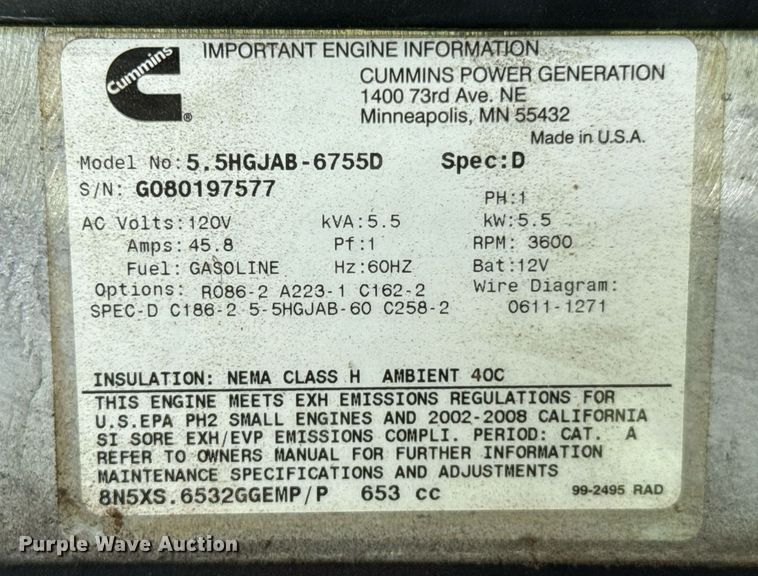 Cummins
IMPORTANT ENGINE INFORMATION
CUMMINS POWER GENERATION
1400 73rd Ave. NE
Minneapolis, MN 55432
Made in U.S.A.
Model No: 5.5HGJAB-6755D Spec:D
S/N: G080197577
PH:1
AC Volts: 120V kVA: 5.5 kW: 5.5
Amps: 45.8 Pf: 1 RPM: 3600
Fuel: GASOLINE Hz: 60HZ Bat: 12V
Options: R086-2 A223-1 C162-2 Wire Diagram:
SPEC-D C186-2 5-5HGJAB-60 C258-2 0611-1271
INSULATION: NEMA CLASS H AMBIENT 40C
THIS ENGINE MEETS EXH EMISSIONS REGULATIONS FOR
U.S.EPA PH2 SMALL ENGINES AND 2002-2008 CALIFORNIA
SI SORE EXH/EVP EMISSIONS COMPLI. PERIOD: CAT. A
REFER TO OWNERS MANUAL FOR FURTHER INFORMATION
MAINTENANCE SPECIFICATIONS AND ADJUSTMENTS
8N5XS.6532GGEMP/P 653 cc 99-2495 RAD
Purple Wave Auction